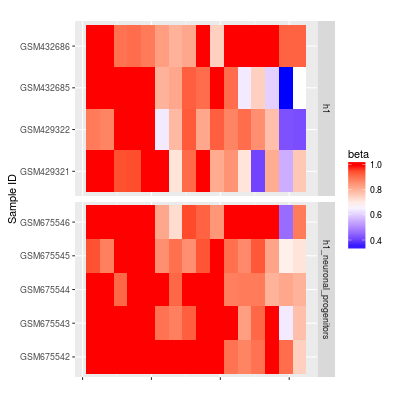 GSM432686
GSM432685
GSM429322
GSM429321
h1
GSM675546
GSM675545
GSM675544
GSM675543
GSM675542
h1_neuronal_progenitors
Sample ID
beta
1.0
0.8
0.6
0.4